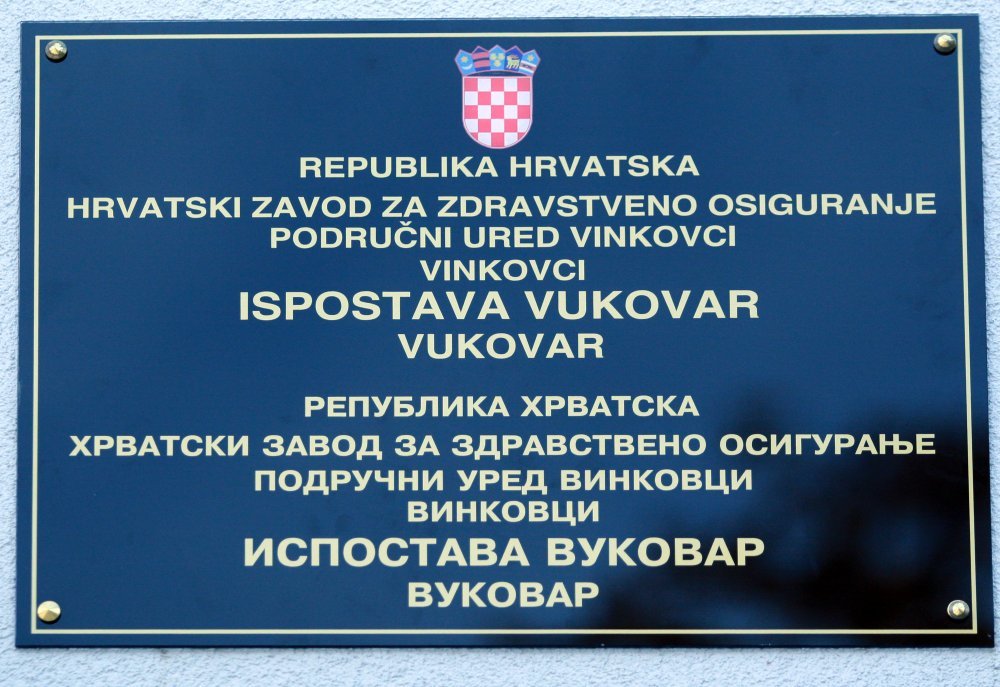 REPUBLIKA HRVATSKA
HRVATSKI ZAVOD ZA ZDRAVSTVENO OSIGURANJE
PODRUČNI URED VINKOVCI
VINKOVCI
ISPOSTAVA VUKOVAR
VUKOVAR
РЕПУБЛИКА ХРВАТСКА
ХРВАТСКИ ЗАВОД ЗА ЗДРАВСТВЕНО ОСИГУРАЊЕ
ПОДРУЧНИ УРЕД ВИНКОВЦИ
ВИНКОВЦИ
ИСПОСТАВА ВУКОВАР
ВУКОВАР